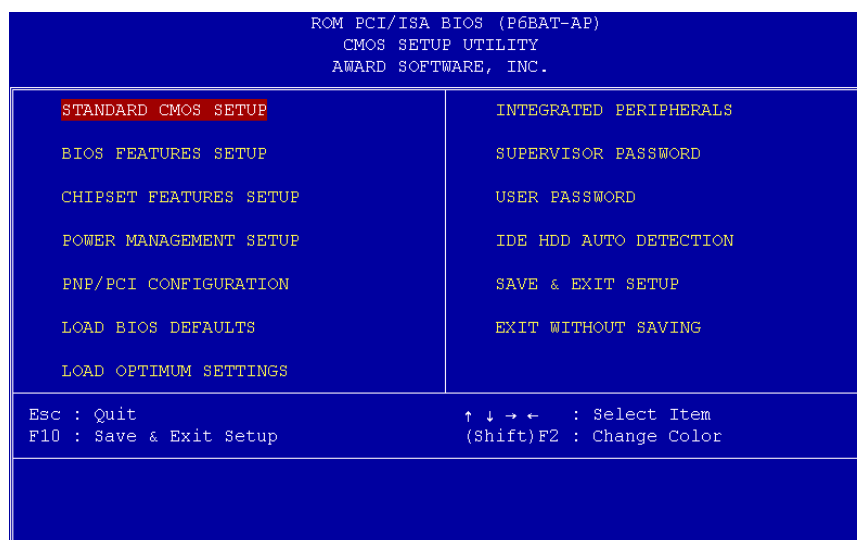 ROM PCI/ISA BIOS (P6BAT-AP)
CMOS SETUP UTILITY
AWARD SOFTWARE, INC.
STANDARD CMOS SETUP
BIOS FEATURES SETUP
CHIPSET FEATURES SETUP
POWER MANAGEMENT SETUP
PNP/PCI CONFIGURATION
LOAD BIOS DEFAULTS
LOAD OPTIMUM SETTINGS
INTEGRATED PERIPHERALS
SUPERVISOR PASSWORD
USER PASSWORD
IDE HDD AUTO DETECTION
SAVE & EXIT SETUP
EXIT WITHOUT SAVING
Esc : Quit
F10 : Save & Exit Setup
↑ ↓ → ← : Select Item
(Shift)F2 : Change Color